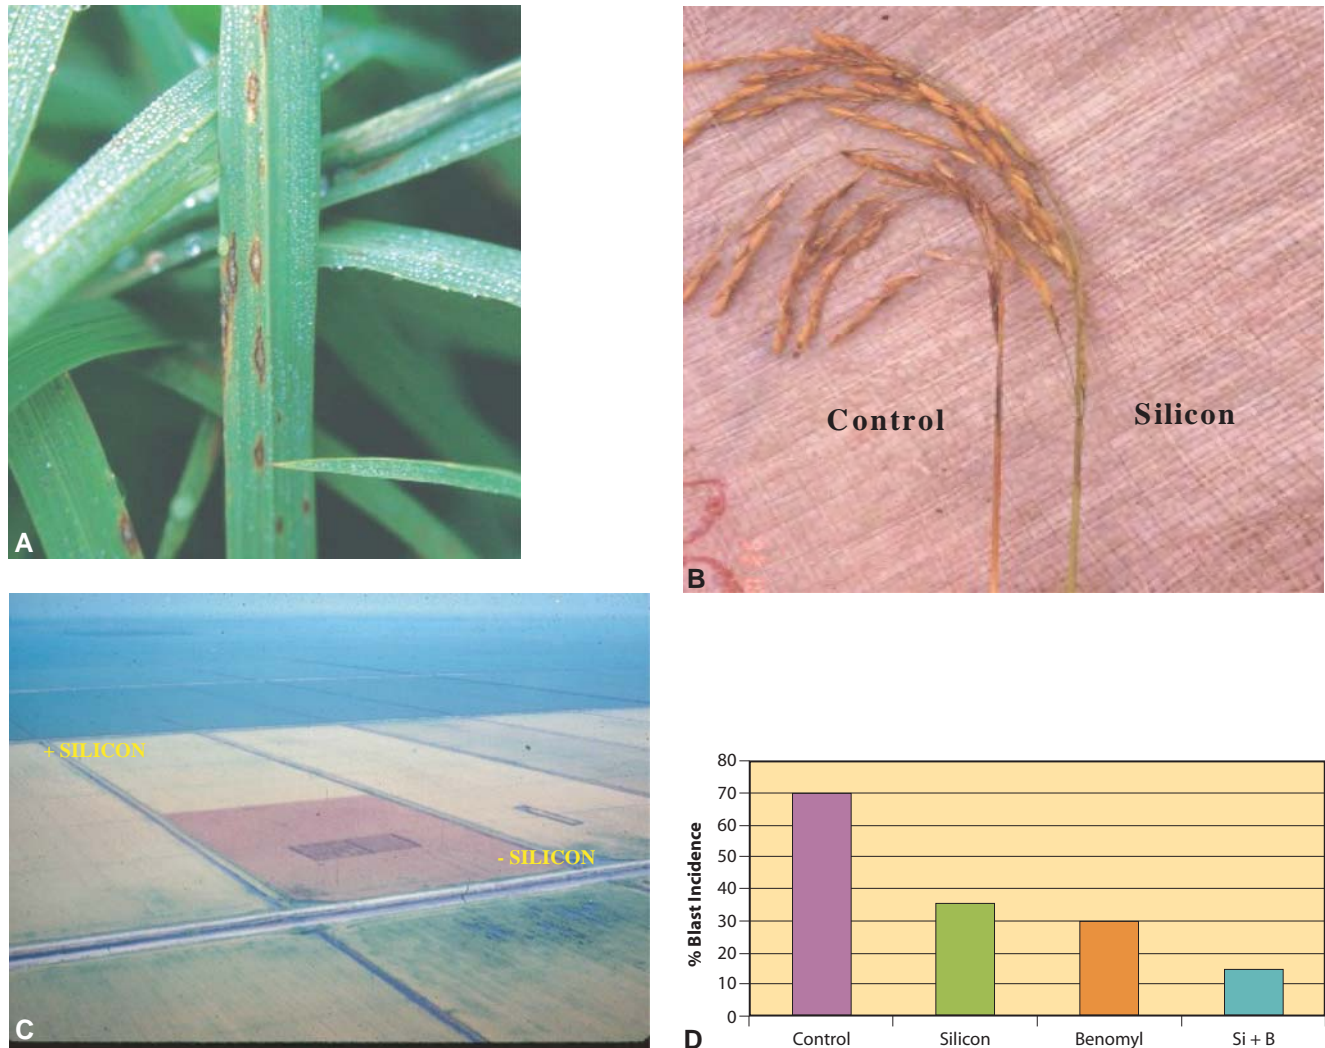 A
Control
Silicon
B
+ SILICON
- SILICON
C
80
70
60
50
40
30
20
10
0
% Blast Incidence
Control
Silicon
Benomyl
Si + B
D